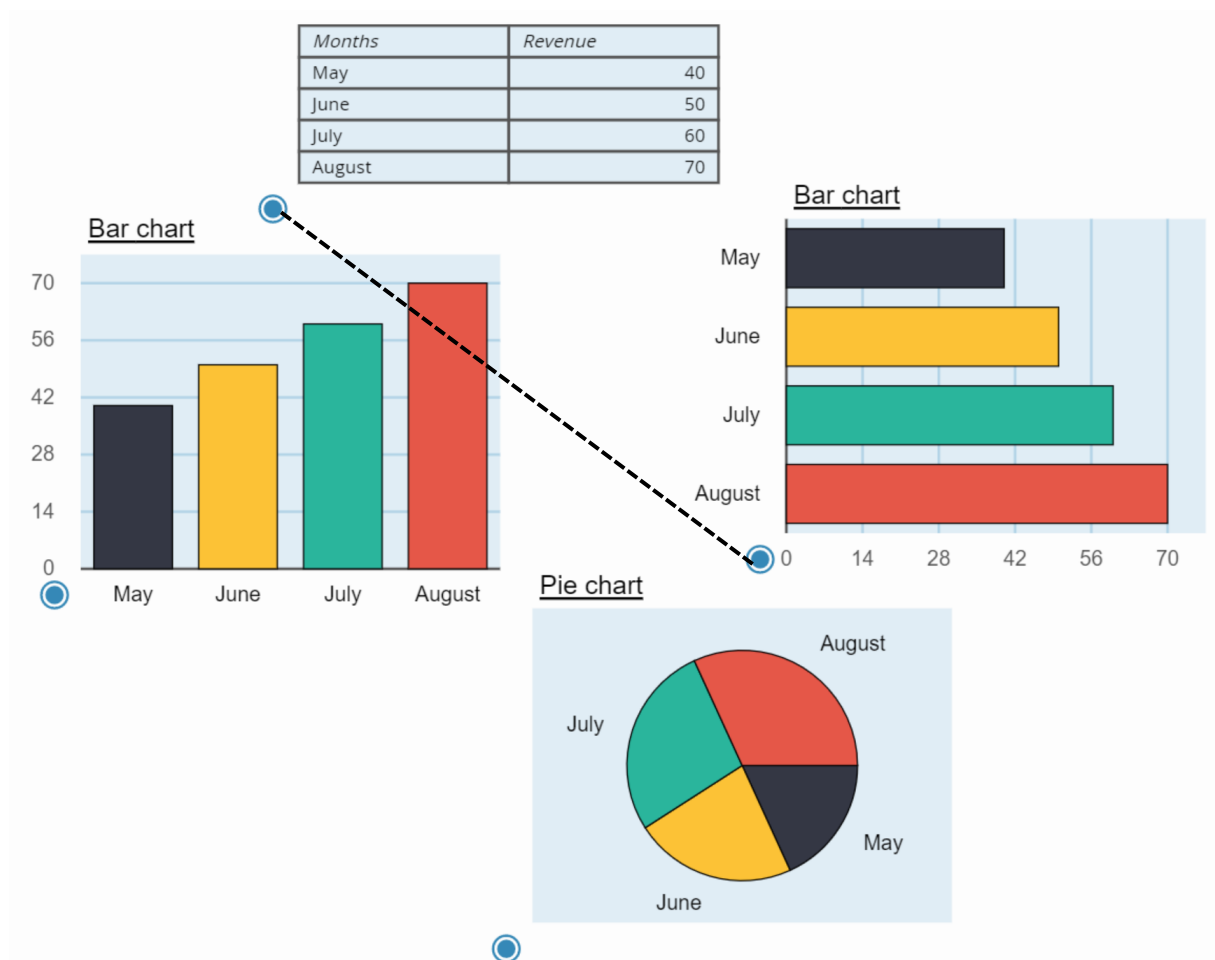 Months Revenue
May 40
June 50
July 60
August 70
Bar chart
70
56
42
28
14
0
May June July August
Bar chart
May
June
July
August
0 14 28 42 56 70
Pie chart
August
July
May
June